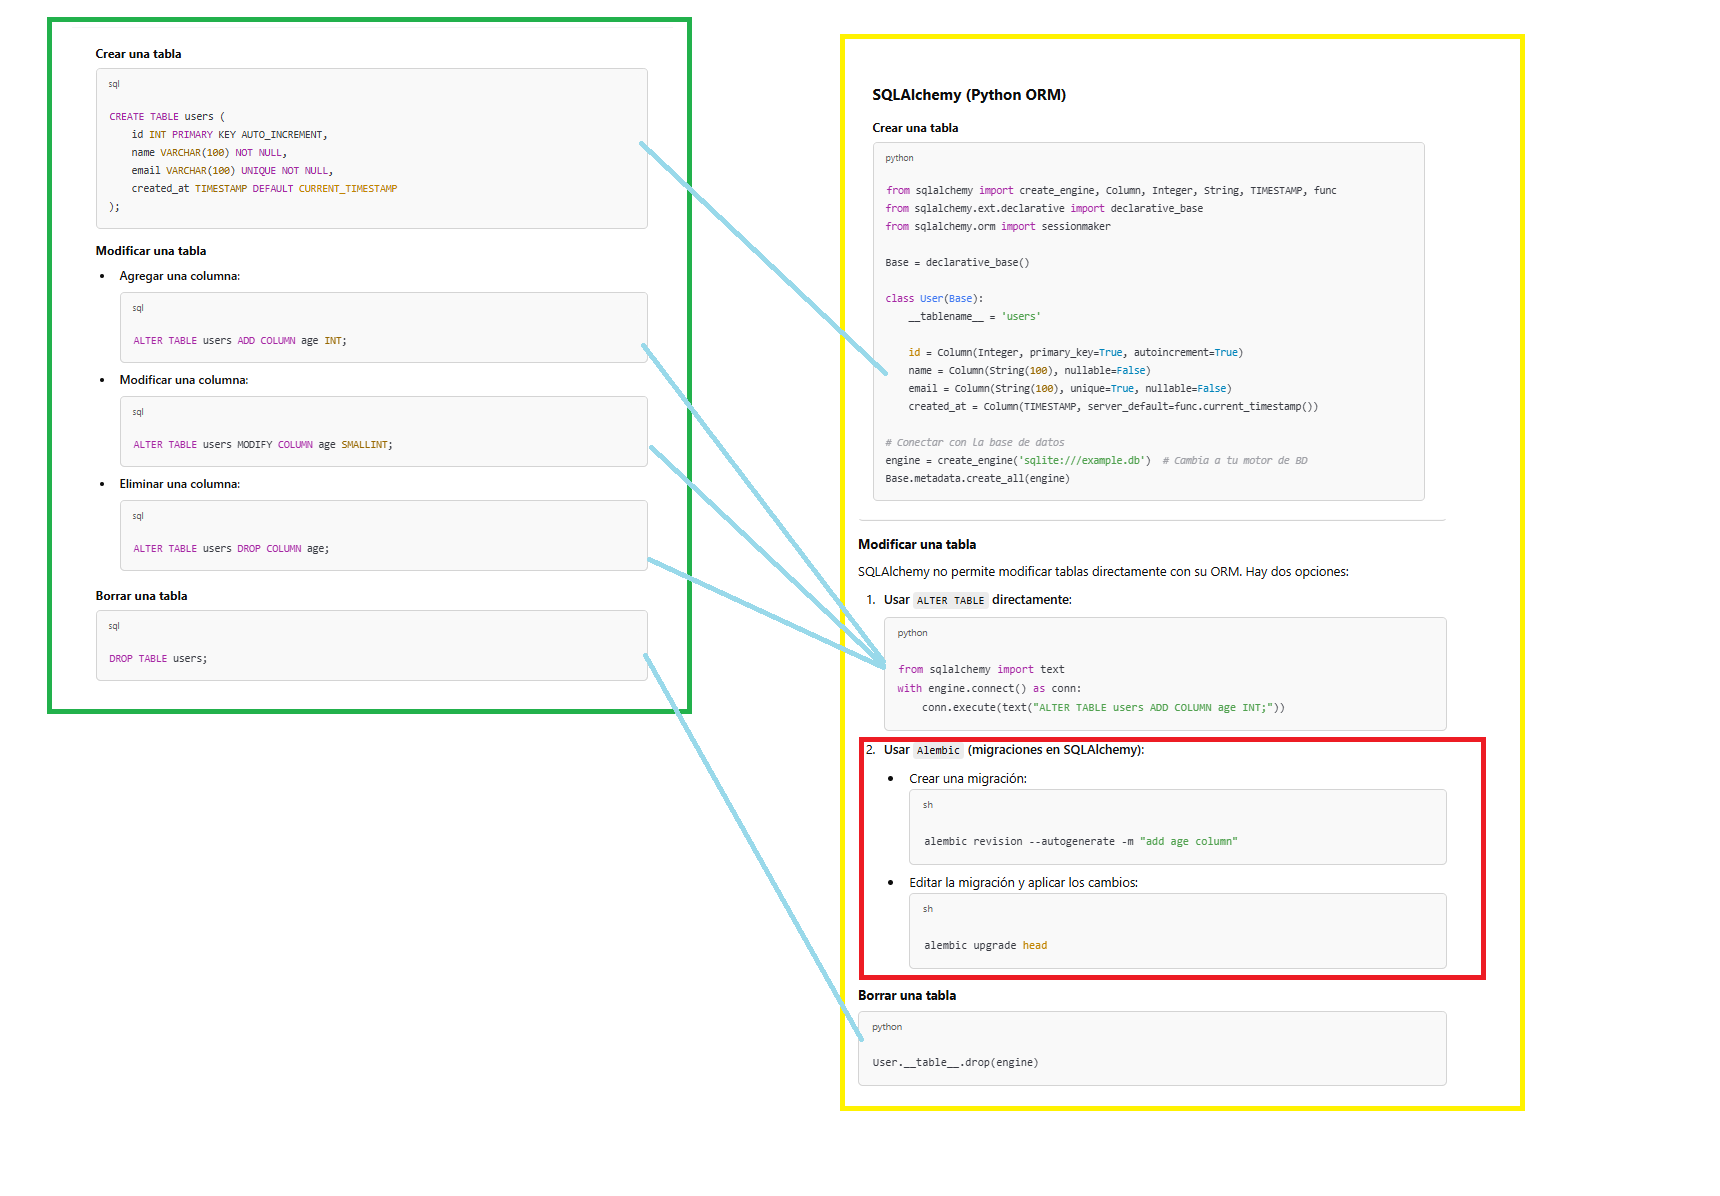 Crear una tabla
sql
CREATE TABLE users (
    id INT PRIMARY KEY AUTO_INCREMENT,
    name VARCHAR(100) NOT NULL,
    email VARCHAR(100) UNIQUE NOT NULL,
    created_at TIMESTAMP DEFAULT CURRENT_TIMESTAMP
);
Modificar una tabla
• Agregar una columna:
sql
ALTER TABLE users ADD COLUMN age INT;
• Modificar una columna:
sql
ALTER TABLE users MODIFY COLUMN age SMALLINT;
• Eliminar una columna:
sql
ALTER TABLE users DROP COLUMN age;
Borrar una tabla
sql
DROP TABLE users;
SQLAlchemy (Python ORM)
Crear una tabla
python
from sqlalchemy import create_engine, Column, Integer, String, TIMESTAMP, func
from sqlalchemy.ext.declarative import declarative_base
from sqlalchemy.orm import sessionmaker
Base = declarative_base()
class User(Base):
    __tablename__ = 'users'
    id = Column(Integer, primary_key=True, autoincrement=True)
    name = Column(String(100), nullable=False)
    email = Column(String(100), unique=True, nullable=False)
    created_at = Column(TIMESTAMP, server_default=func.current_timestamp())
# Conectar con la base de datos
engine = create_engine('sqlite:///example.db')  # Cambia a tu motor de BD
Base.metadata.create_all(engine)
Modificar una tabla
SQLAlchemy no permite modificar tablas directamente con su ORM. Hay dos opciones:
1. Usar ALTER TABLE directamente:
python
from sqlalchemy import text
with engine.connect() as conn:
    conn.execute(text("ALTER TABLE users ADD COLUMN age INT;"))
2. Usar Alembic (migraciones en SQLAlchemy):
• Crear una migración:
sh
alembic revision --autogenerate -m "add age column"
• Editar la migración y aplicar los cambios:
sh
alembic upgrade head
Borrar una tabla
python
User.__table__.drop(engine)